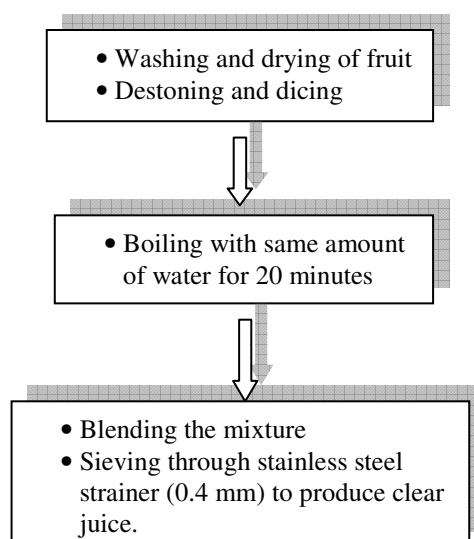 • Washing and drying of fruit
• Destoning and dicing
• Boiling with same amount
of water for 20 minutes
• Blending the mixture
• Sieving through stainless steel
strainer (0.4 mm) to produce clear
juice.